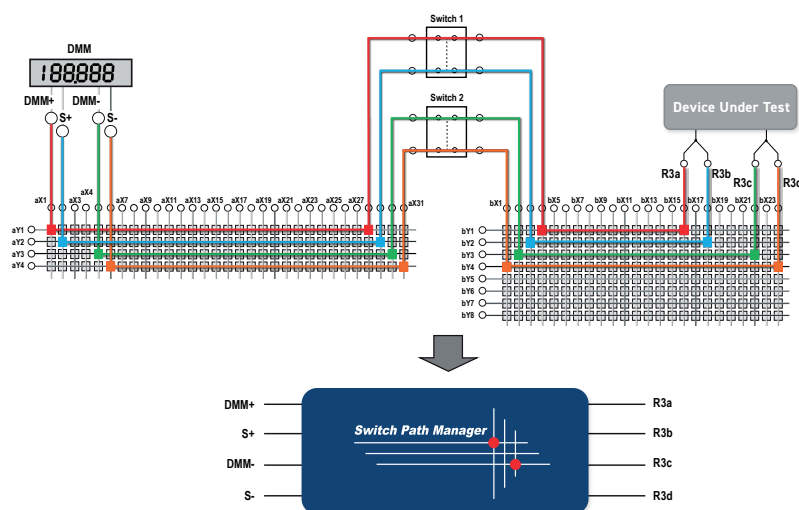 Switch 1
DMM
188,888
DMM+ DMM-
S+ S-
Switch 2
Device Under Test
R3a R3b R3c R3d
aX1 aX3 aX4 aX7 aX9 aX11 aX13 aX15 aX17 aX19 aX21 aX23 aX25 aX27 aX31
bX1 bX5 bX7 bX9 bX11 bX13 bX15 bX17 bX19 bX21 bX23
aY1
aY2
aY3
aY4
bY1
bY2
bY3
bY4
bY5
bY6
bY7
bY8
DMM+ R3a
Switch Path Manager
S+ R3b
DMM- R3c
S- R3d